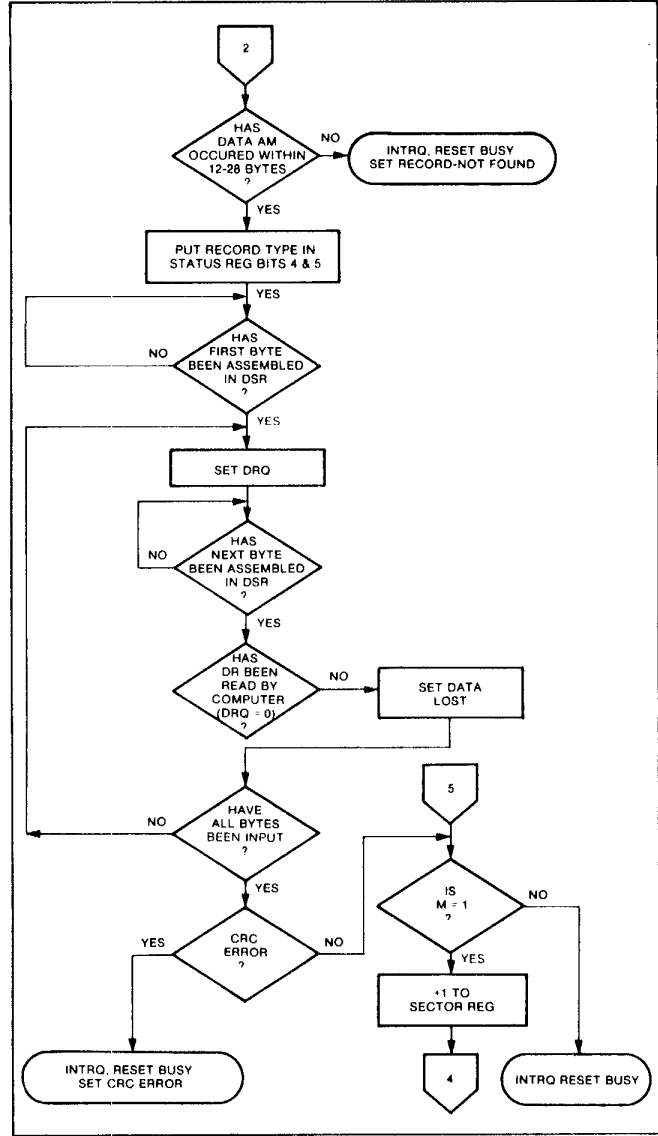 2
HAS
DATA AM
OCCURED WITHIN
12-28 BYTES
?
NO
INTRQ, RESET BUSY
SET RECORD-NOT FOUND
YES
PUT RECORD TYPE IN
STATUS REG BITS 4 & 5
YES
HAS
FIRST BYTE
BEEN ASSEMBLED
IN DSR
?
NO
YES
SET DRQ
HAS
NEXT BYTE
BEEN ASSEMBLED
IN DSR
?
NO
YES
HAS
DR BEEN
READ BY
COMPUTER
(DRQ = 0)
?
NO
SET DATA
LOST
5
HAVE
ALL BYTES
BEEN INPUT
?
NO
YES
IS
M = 1
?
NO
YES
CRC
ERROR
?
YES
NO
+1 TO
SECTOR REG
INTRQ, RESET BUSY
SET CRC ERROR
4
INTRQ RESET BUSY